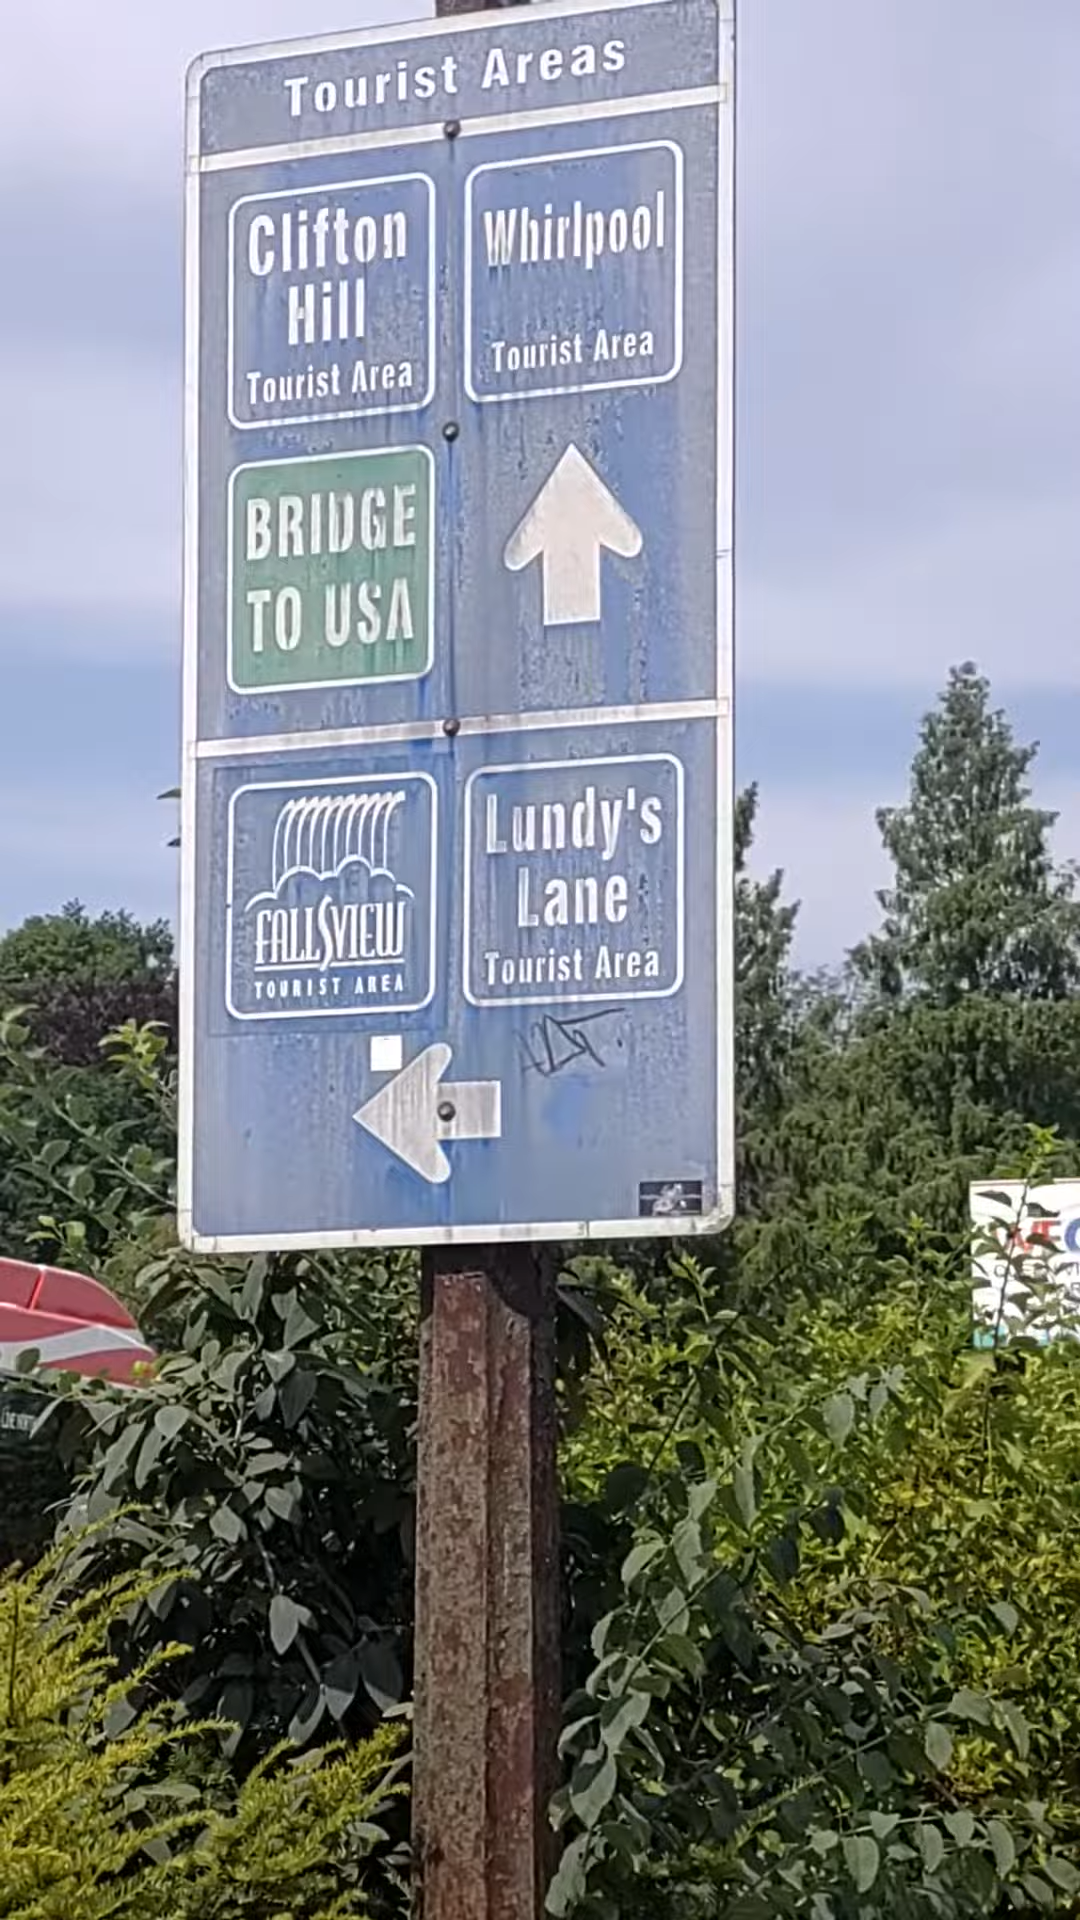 Tourist Areas
Clifton
Hill
Tourist Area
Whirlpool
Tourist Area
BRIDGE
TO USA
FALLSVIEW
TOURIST AREA
Lundy's
Lane
Tourist Area